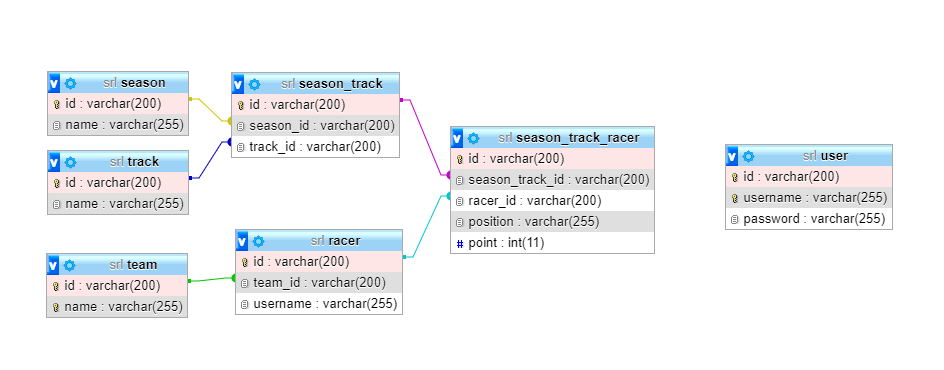 srl season
id : varchar(200)
name : varchar(255)
srl track
id : varchar(200)
name : varchar(255)
srl team
id : varchar(200)
name : varchar(255)
srl season_track
id : varchar(200)
season_id : varchar(200)
track_id : varchar(200)
srl racer
id : varchar(200)
team_id : varchar(200)
username : varchar(255)
srl season_track_racer
id : varchar(200)
season_track_id : varchar(200)
racer_id : varchar(200)
position : varchar(255)
# point : int(11)
srl user
id : varchar(200)
username : varchar(255)
password : varchar(255)